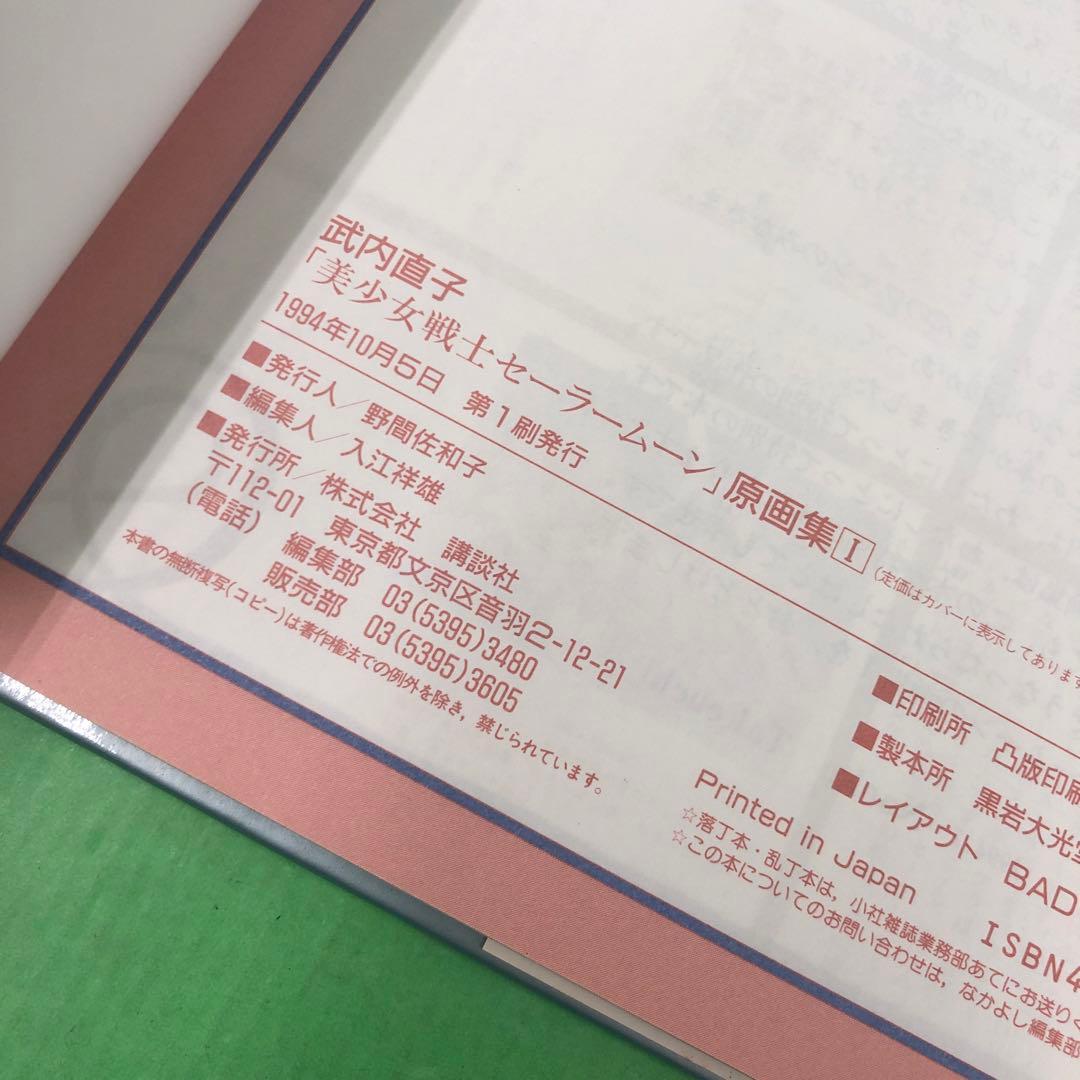 武内直子
「美少女戦士セーラームーン」原画集Ⅰ
(定価はカバーに表示してあります
1994年10月5日 第1刷発行
■発行人／野間佐和子
■編集人／入江祥雄
■発行所／株式会社 講談社
〒112-01 東京都文京区音羽2-12-21
(電話) 編集部 03(5395)3480
販売部 03(5395)3605
本書の無断複写(コピー)は著作権法での例外を除き，禁じられています。
■印刷所 凸版印刷
■製本所 黒岩大光堂
■レイアウト BAD
Printed in Japan
ISBN4
☆落丁本・乱丁本は，小社雑誌業務部あてにお送りく
☆この本についてのお問い合わせは，なかよし編集部